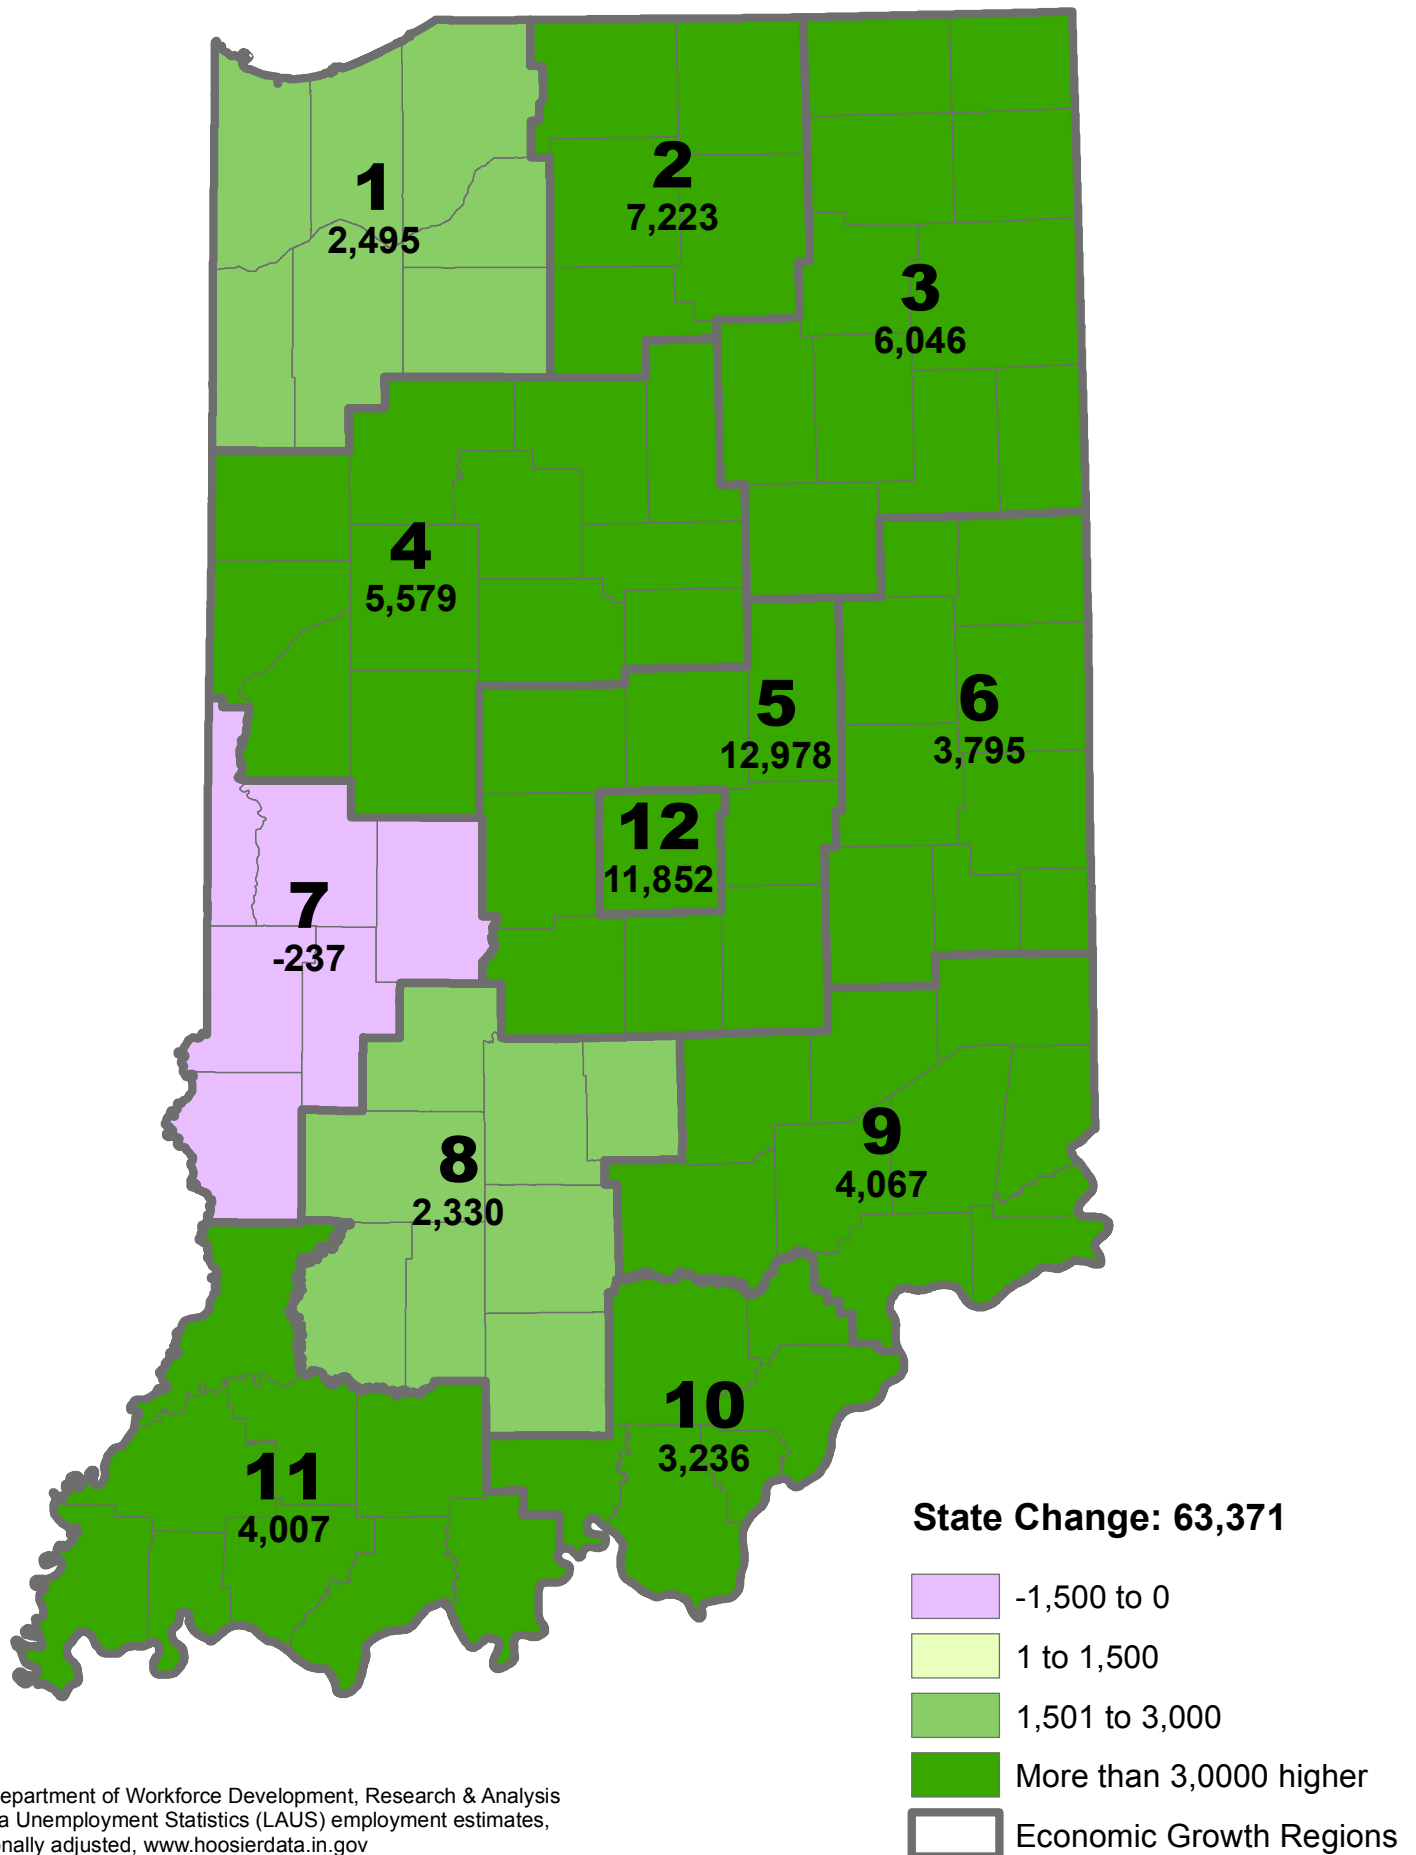 1
2,495
2
7,223
3
6,046
4
5,579
5
12,978
6
3,795
12
11,852
7
-237
8
2,330
9
4,067
10
3,236
11
4,007
State Change: 63,371
-1,500 to 0
1 to 1,500
1,501 to 3,000
More than 3,0000 higher
Economic Growth Regions
epartment of Workforce Development, Research & Analysis
a Unemployment Statistics (LAUS) employment estimates,
onally adjusted, www.hoosierdata.in.gov